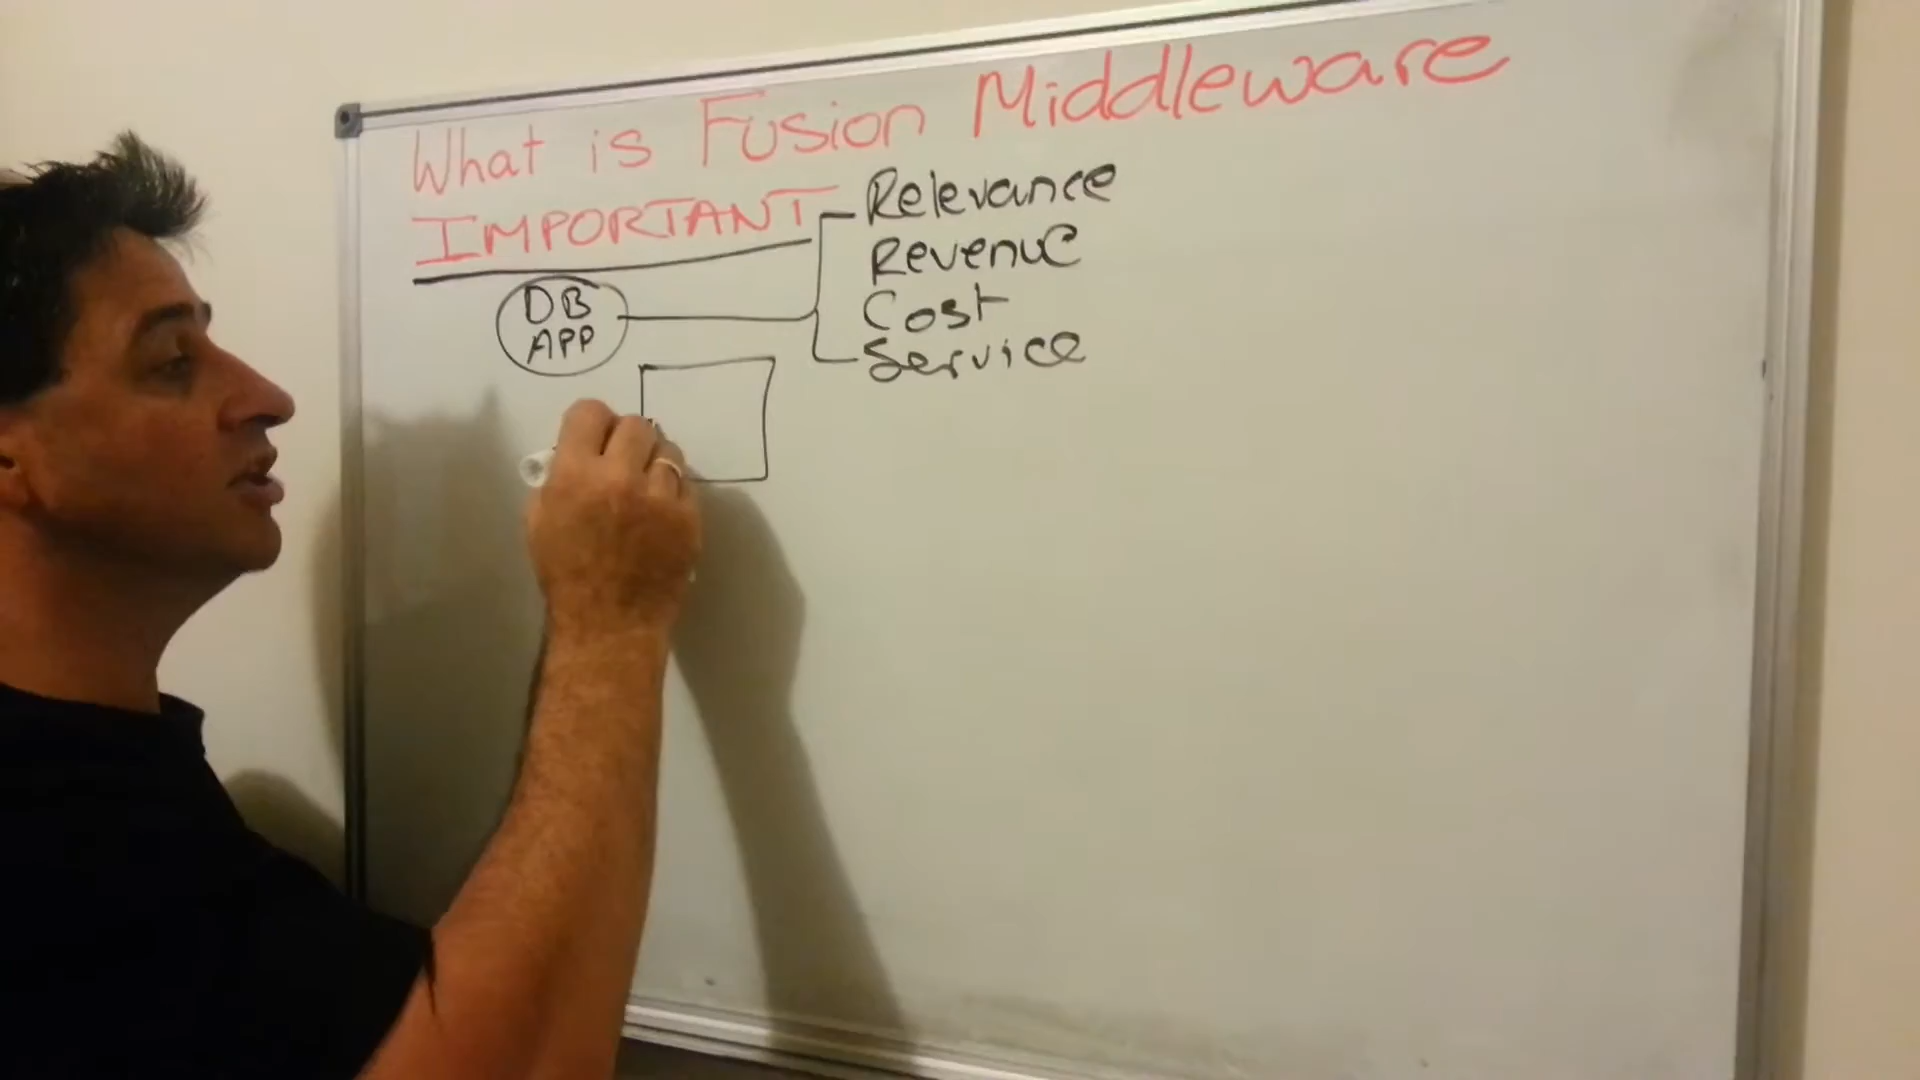 What is Fusion Middleware
IMPORTANT
Relevance
Revenue
Cost
Service
DB
APP